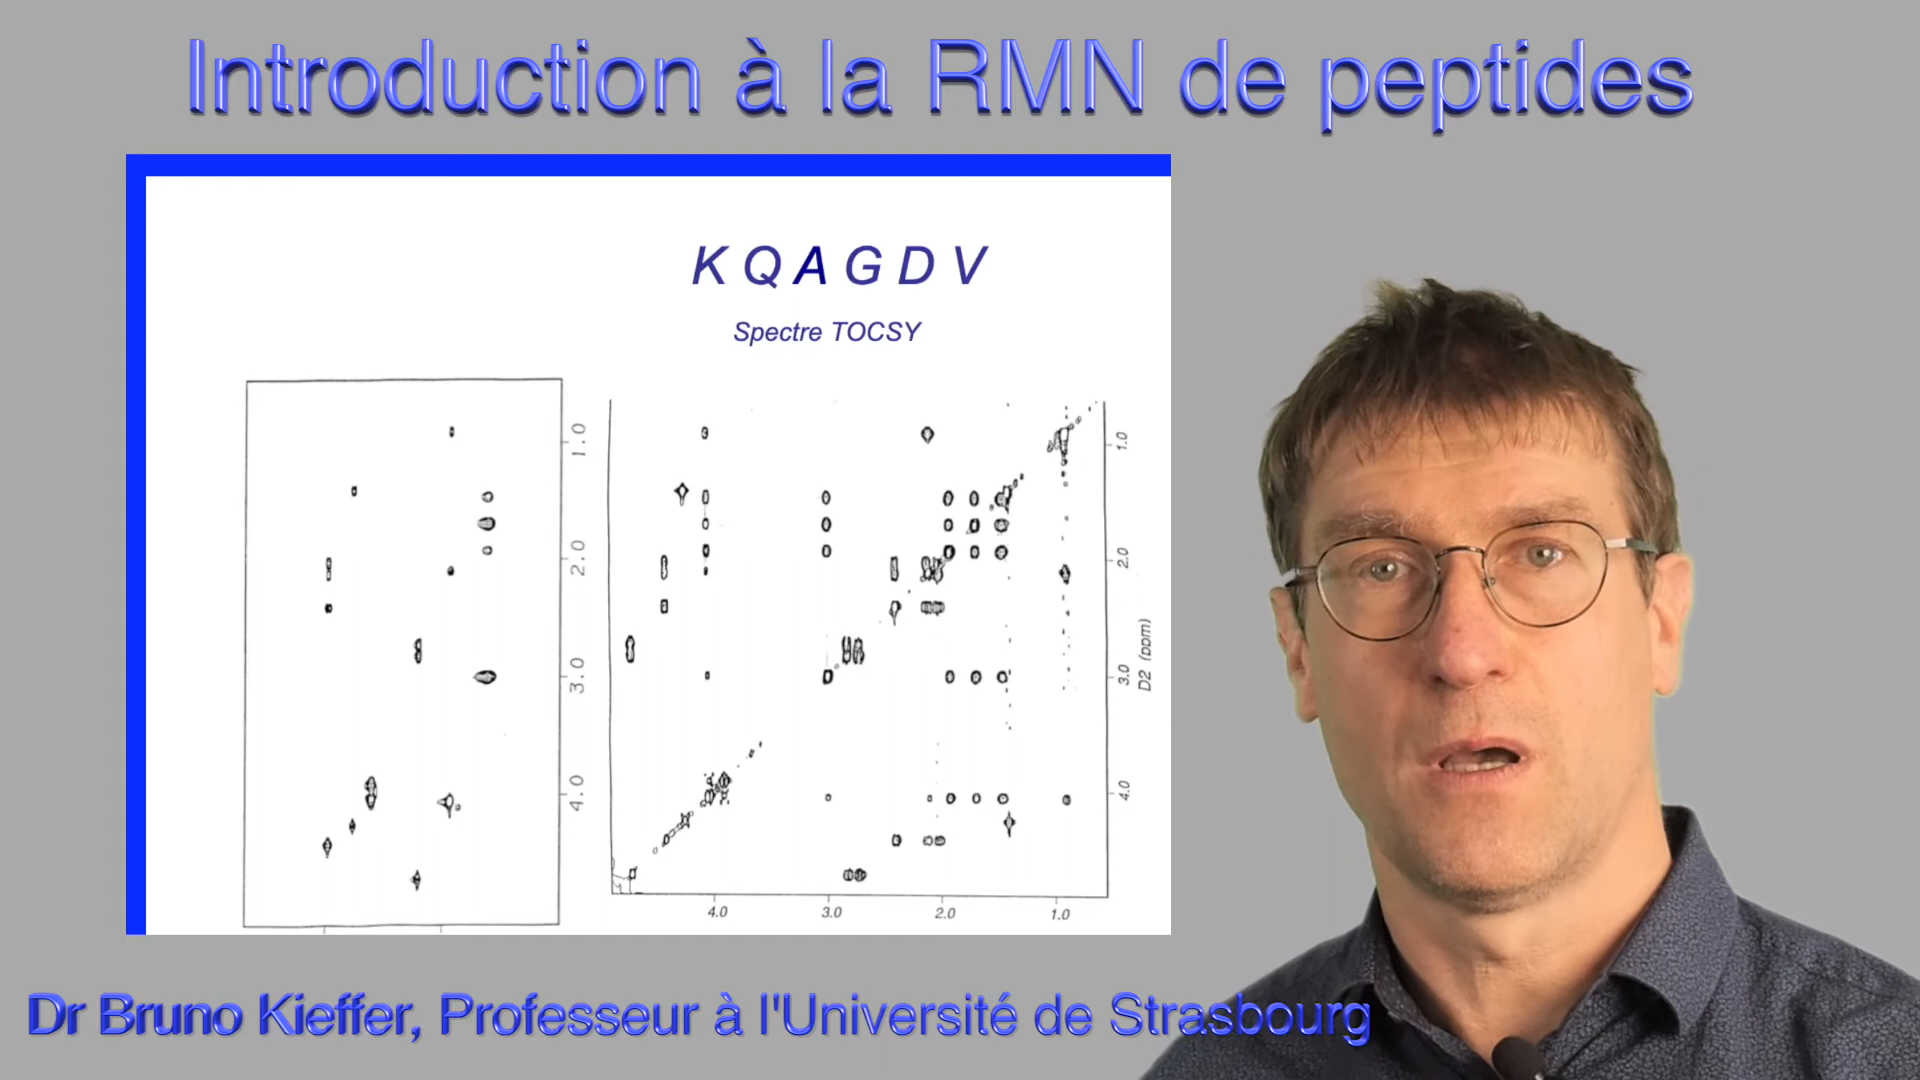 Introduction à la RMN de peptides
K Q A G D V
Spectre TOCSY
1.0
2.0
3.0
4.0
1.0
2.0
3.0
4.0
D2 (ppm)
4.0 3.0 2.0 1.0
Dr Bruno Kieffer, Professeur à l'Université de Strasbourg